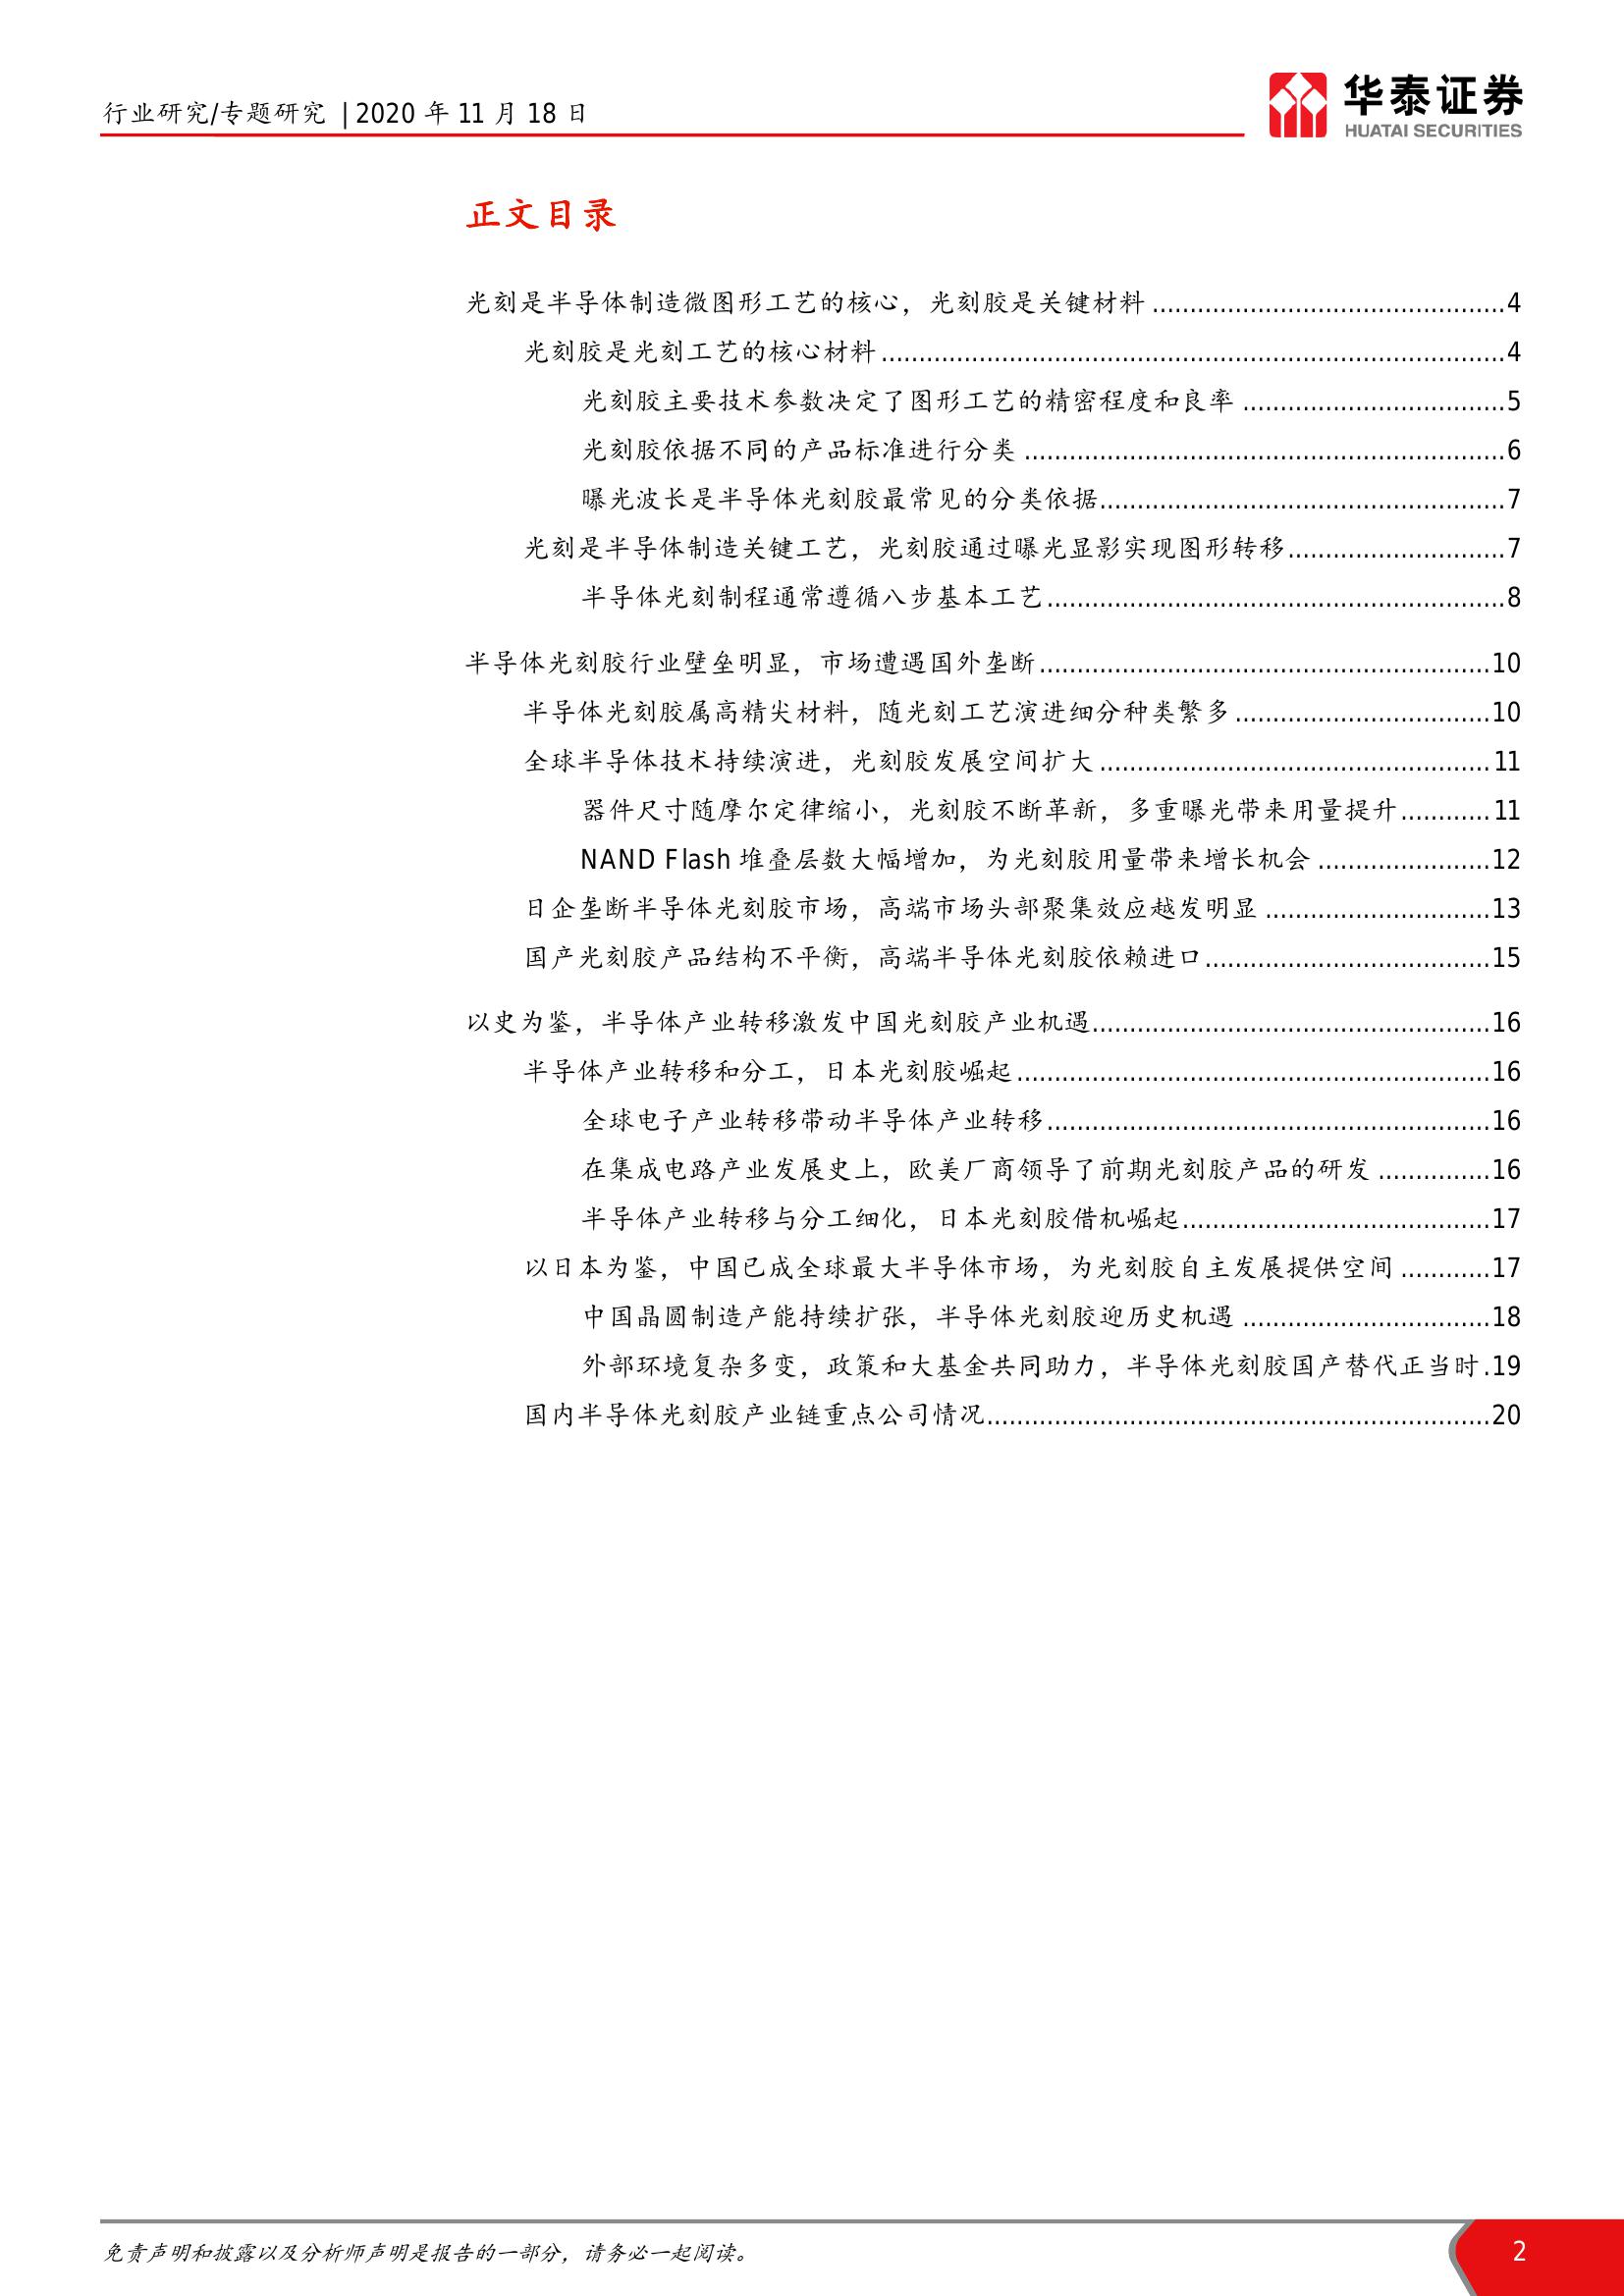 行业研究/专题研究 | 2020 年 11 月 18 日
华泰证券
HUATAI SECURITIES
正文目录
光刻是半导体制造微图形工艺的核心，光刻胶是关键材料................................................4
光刻胶是光刻工艺的核心材料....................................................................................4
光刻胶主要技术参数决定了图形工艺的精密程度和良率...................................5
光刻胶依据不同的产品标准进行分类.................................................................6
曝光波长是半导体光刻胶最常见的分类依据......................................................7
光刻是半导体制造关键工艺，光刻胶通过曝光显影实现图形转移.............................7
半导体光刻制程通常遵循八步基本工艺.............................................................8
半导体光刻胶行业壁垒明显，市场遭遇国外垄断............................................................10
半导体光刻胶属高精尖材料，随光刻工艺演进细分种类繁多..................................10
全球半导体技术持续演进，光刻胶发展空间扩大....................................................11
器件尺寸随摩尔定律缩小，光刻胶不断革新，多重曝光带来用量提升............11
NAND Flash 堆叠层数大幅增加，为光刻胶用量带来增长机会.......................12
日企垄断半导体光刻胶市场，高端市场头部聚集效应越发明显..............................13
国产光刻胶产品结构不平衡，高端半导体光刻胶依赖进口......................................15
以史为鉴，半导体产业转移激发中国光刻胶产业机遇.....................................................16
半导体产业转移和分工，日本光刻胶崛起...............................................................16
全球电子产业转移带动半导体产业转移...........................................................16
在集成电路产业发展史上，欧美厂商领导了前期光刻胶产品的研发...............16
半导体产业转移与分工细化，日本光刻胶借机崛起.........................................17
以日本为鉴，中国已成全球最大半导体市场，为光刻胶自主发展提供空间............17
中国晶圆制造产能持续扩张，半导体光刻胶迎历史机遇.................................18
外部环境复杂多变，政策和大基金共同助力，半导体光刻胶国产替代正当时.19
国内半导体光刻胶产业链重点公司情况...................................................................20
免责声明和披露以及分析师声明是报告的一部分，请务必一起阅读。
2